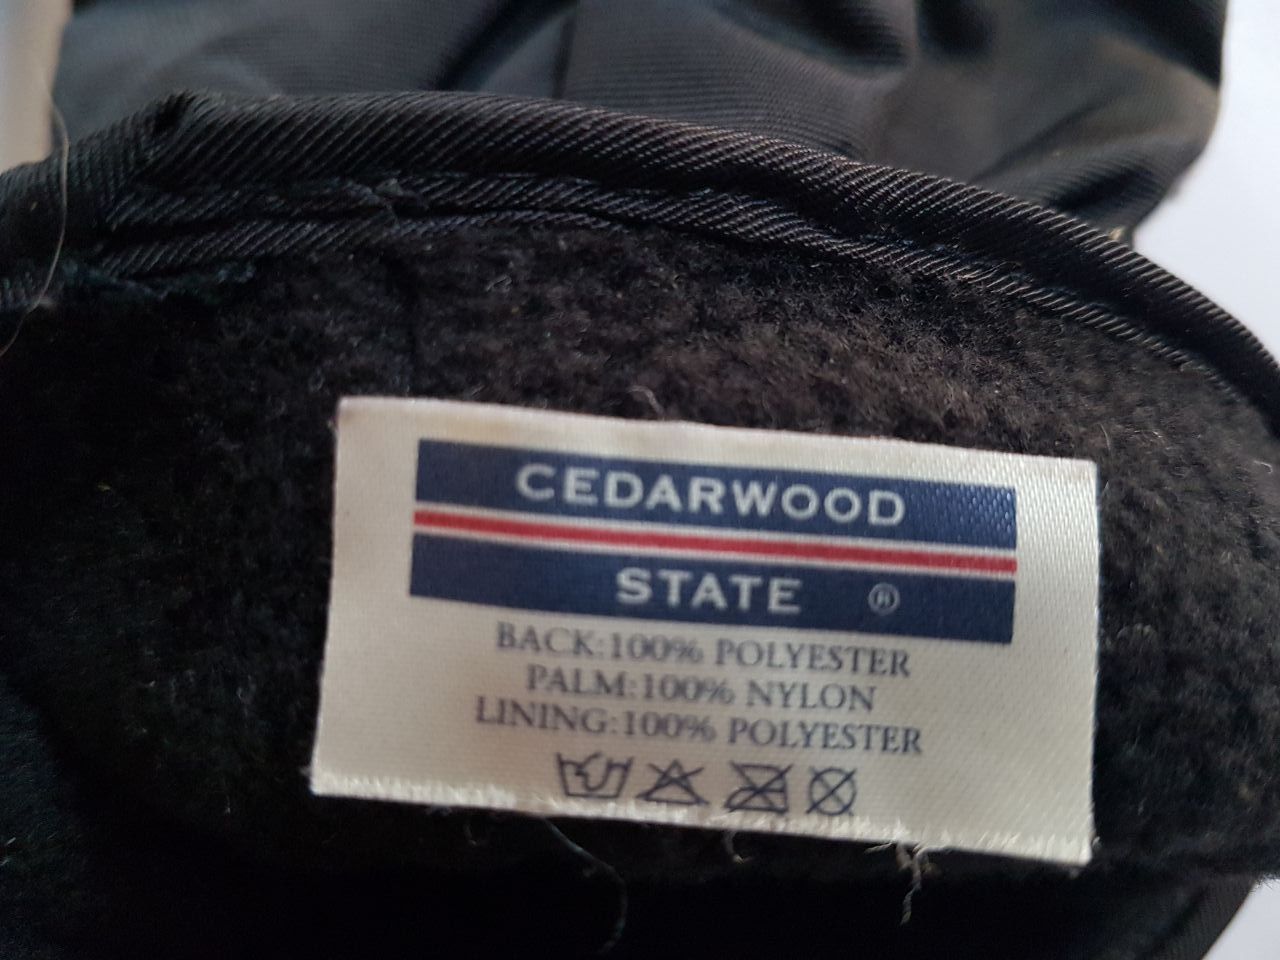 CEDARWOOD
STATE ®
BACK:100% POLYESTER
PALM:100% NYLON
LINING:100% POLYESTER